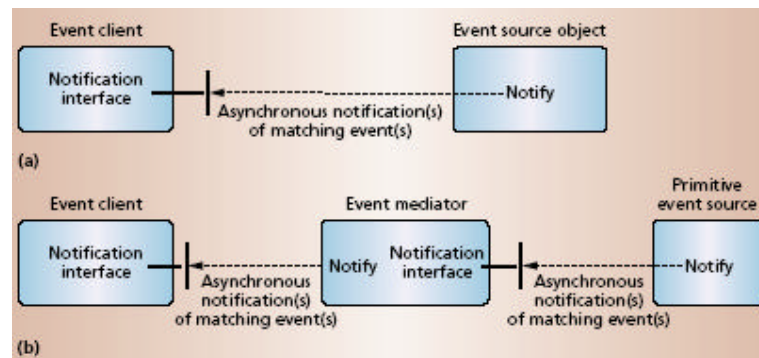 Event client
Event source object
Notification
interface
Notify
Asynchronous notification(s)
of matching event(s)
(a)
Event client
Event mediator
Primitive
event source
Notification
interface
Notify
Notification
interface
Notify
Asynchronous
notification(s)
of matching event(s)
Asynchronous
notification(s)
of matching event(s)
(b)